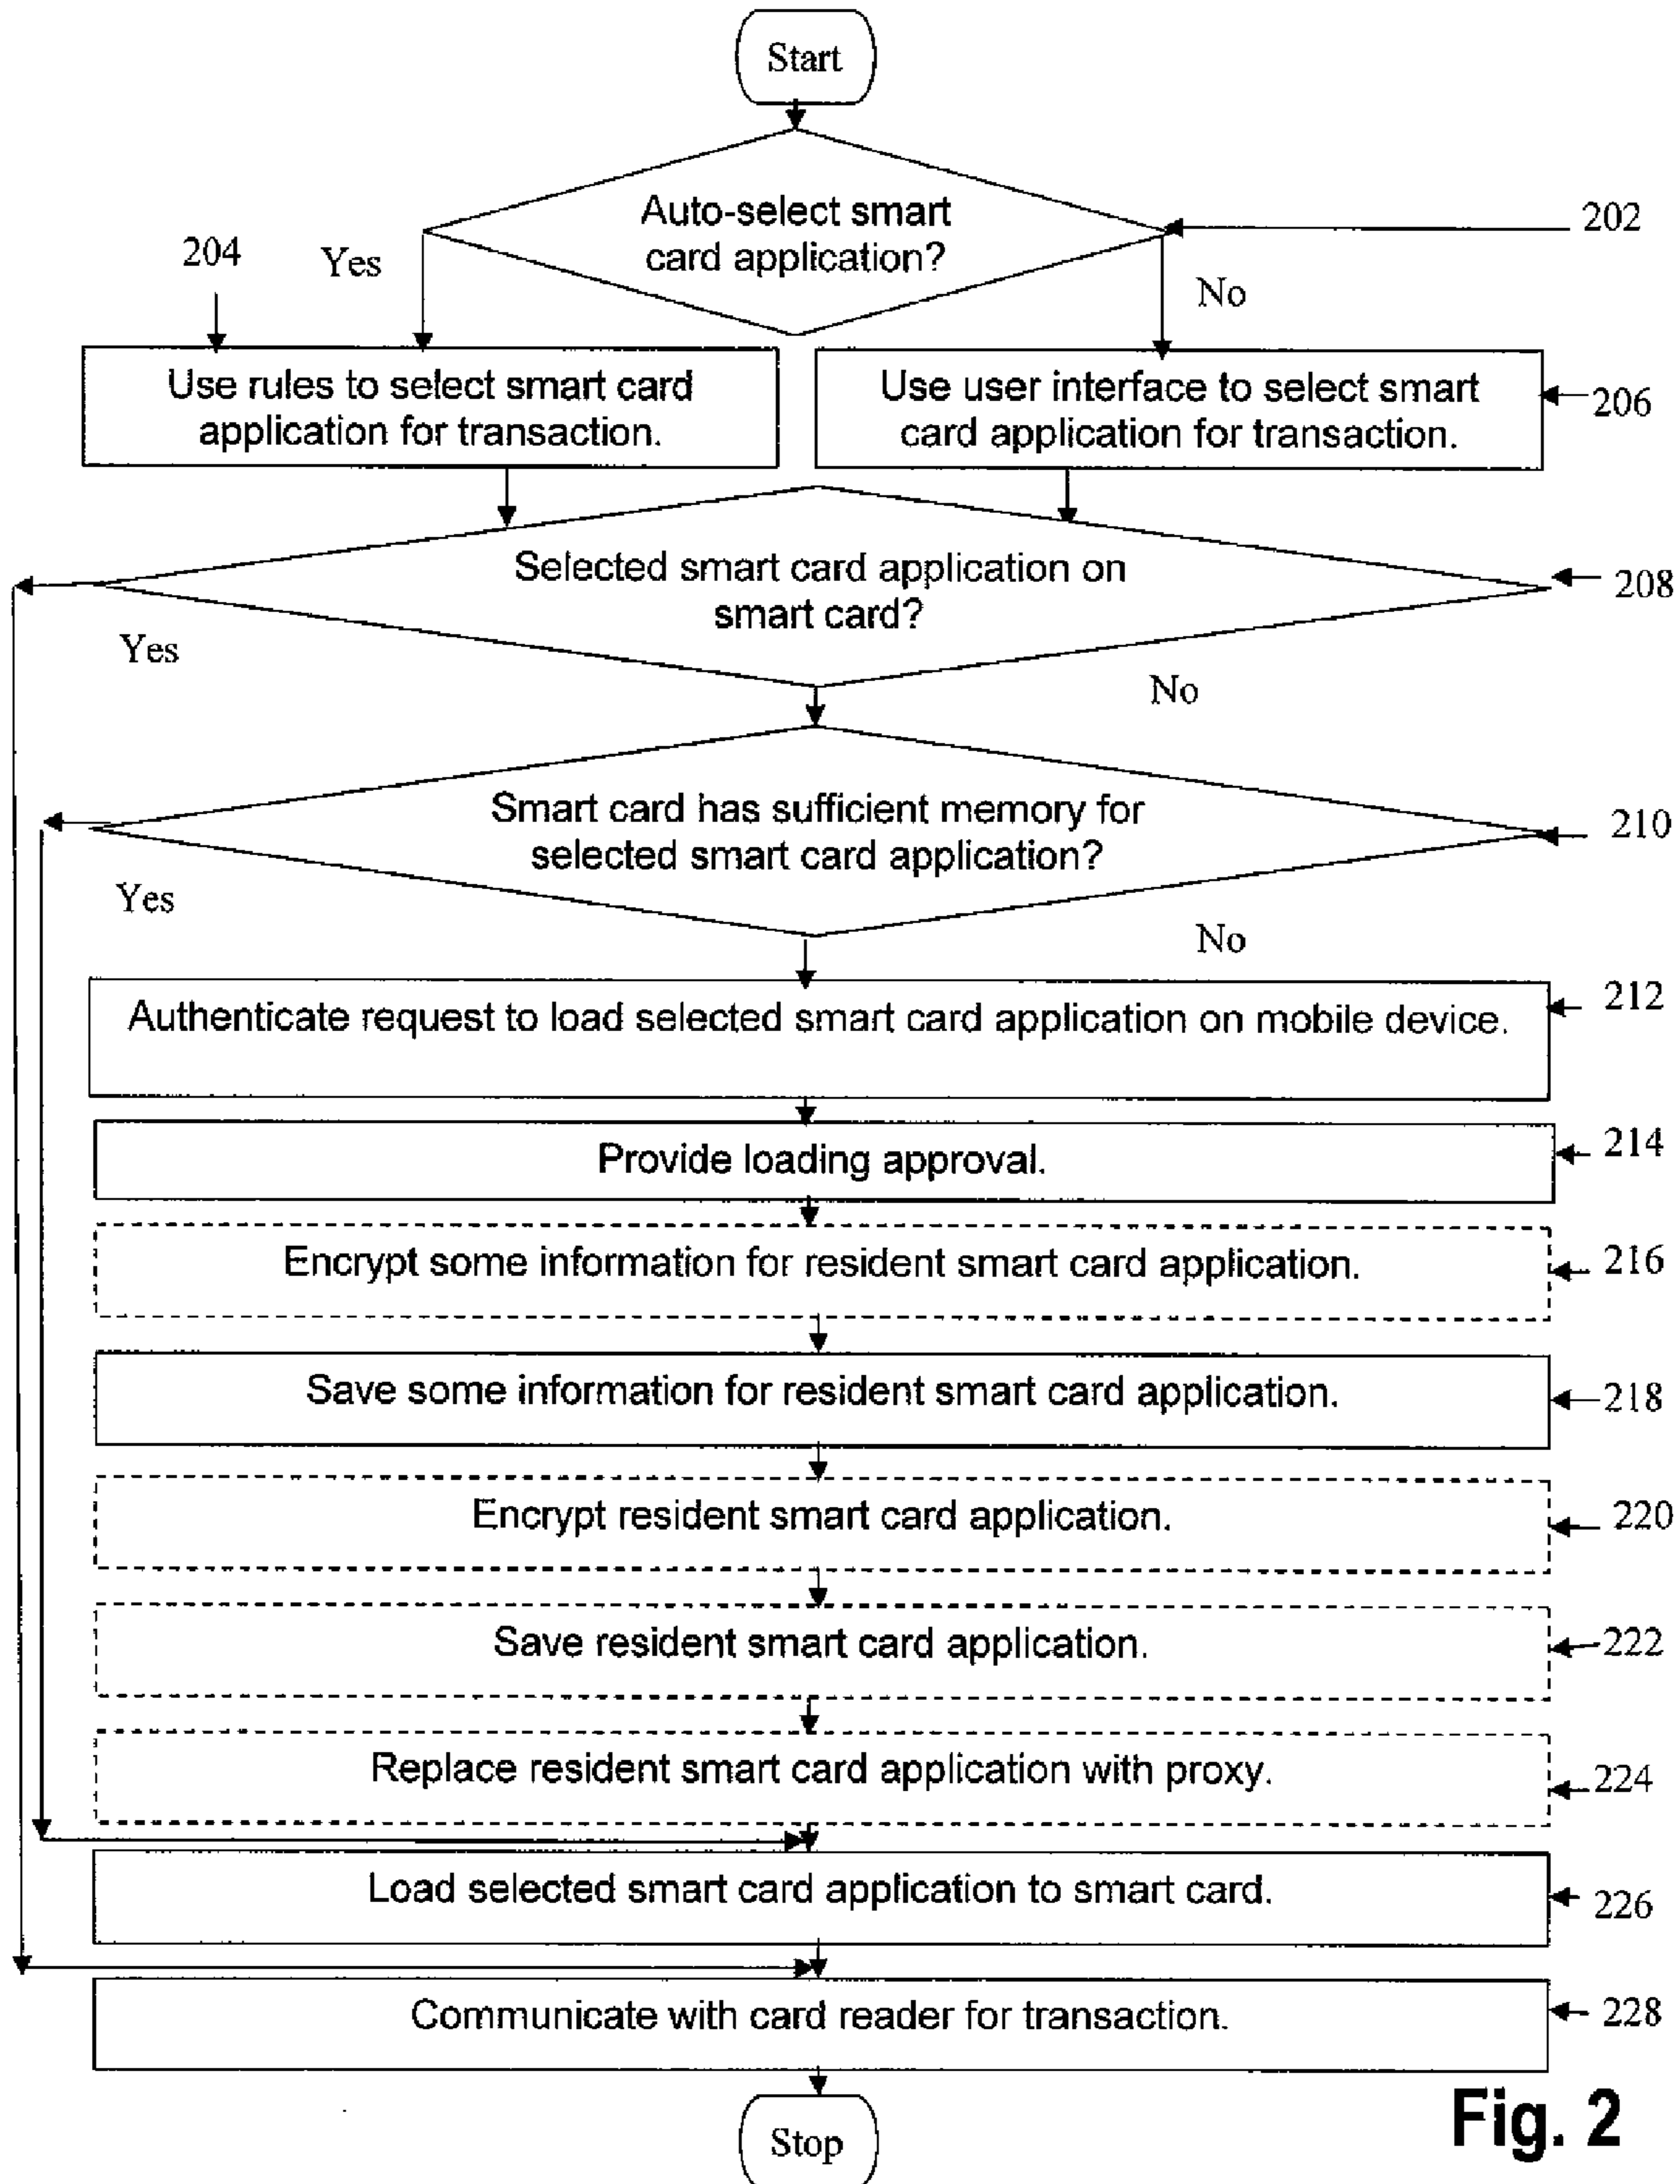 Start
Auto-select smart
card application?
202
204
Yes
No
Use rules to select smart card
application for transaction.
Use user interface to select smart
card application for transaction.
206
Selected smart card application on
smart card?
208
Yes
No
Smart card has sufficient memory for
selected smart card application?
210
Yes
No
Authenticate request to load selected smart card application on mobile device.
212
Provide loading approval.
214
Encrypt some information for resident smart card application.
216
Save some information for resident smart card application.
218
Encrypt resident smart card application.
220
Save resident smart card application.
222
Replace resident smart card application with proxy.
224
Load selected smart card application to smart card.
226
Communicate with card reader for transaction.
228
Stop
Fig. 2